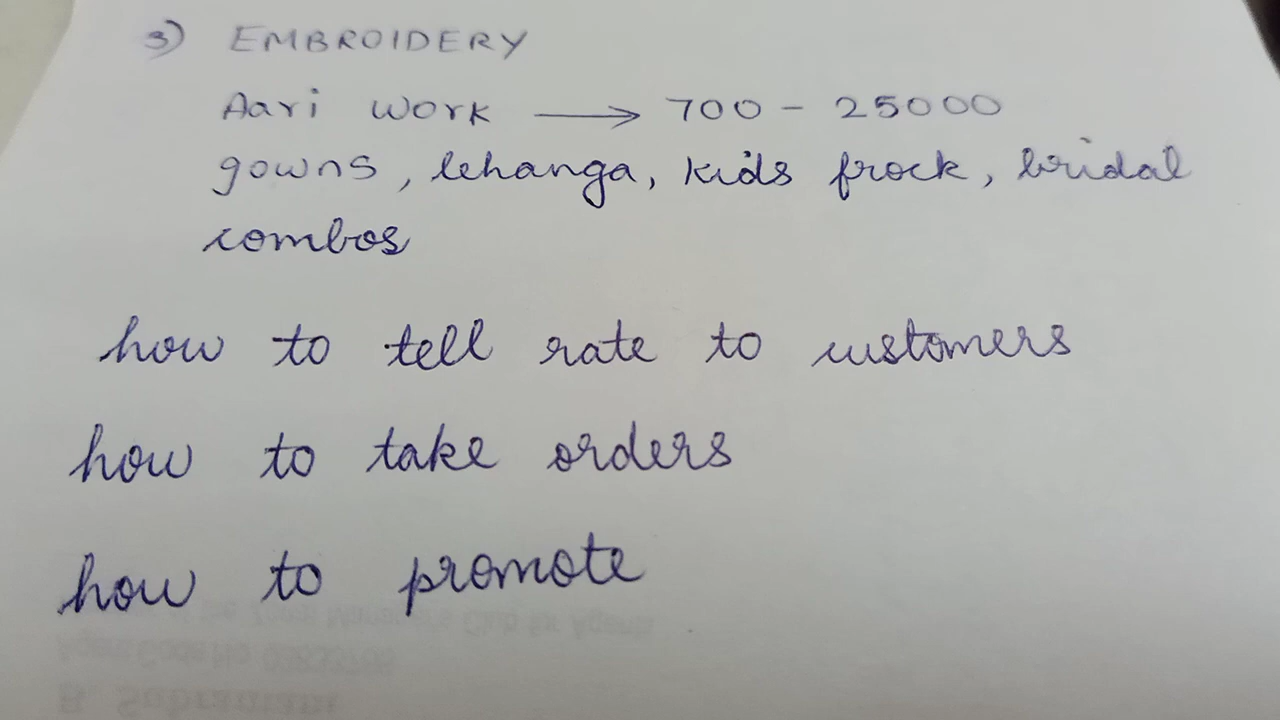 3) EMBROIDERY
Aari work → 700 - 25000
gowns, lehanga, kids frock, bridal
combos
how to tell rate to customers
how to take orders
how to promote